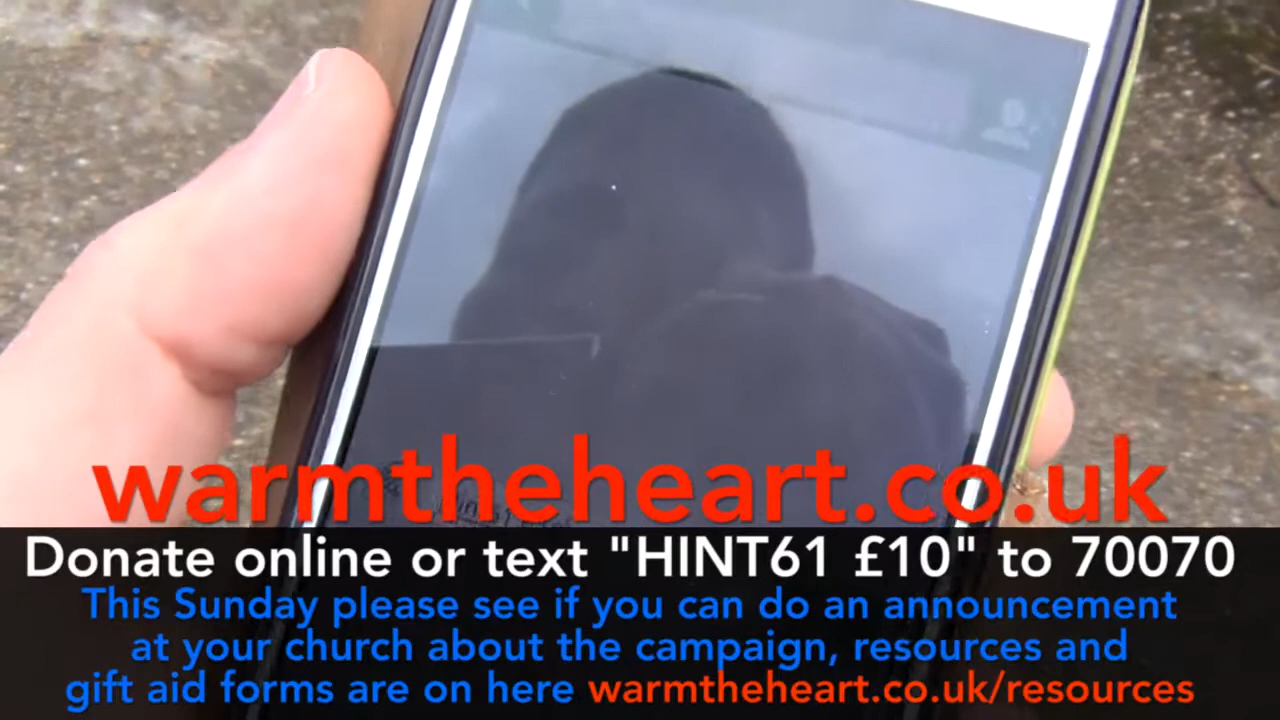 warmtheheart.co.uk
Donate online or text "HINT61 £10" to 70070
This Sunday please see if you can do an announcement
at your church about the campaign, resources and
gift aid forms are on here warmtheheart.co.uk/resources